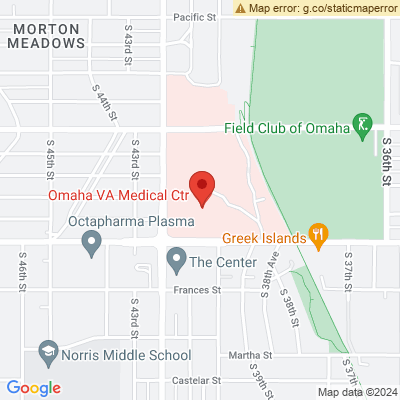 Pacific St
Map error: g.co/staticmaperror
MORTON
MEADOWS
S 43rd St
S 44th St
Field Club of Omaha
S 36th St
S 45th St
S 43rd St
Omaha VA Medical Ctr
Octapharma Plasma
Greek Islands
The Center
S 46th St
S 38th Ave
S 37th St
Frances St
S 38th St
S 43rd St
Norris Middle School
Martha St
S 39th St
S 37th
Castelar St
Google
Map data ©2024